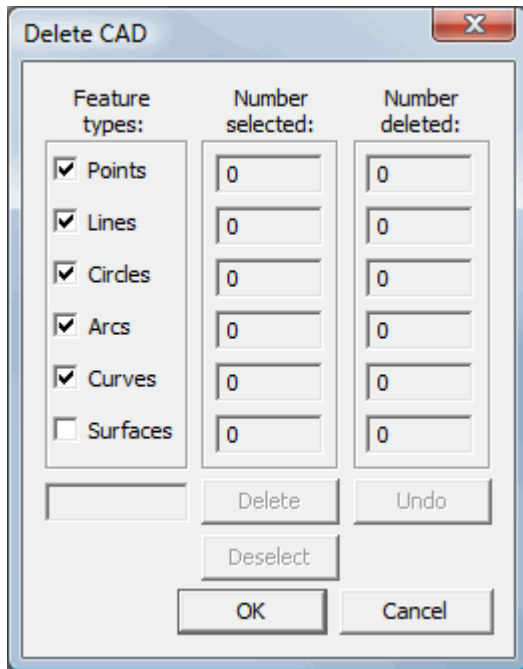 Delete CAD
Feature types:
Number selected:
Number deleted:
Points 0 0
Lines 0 0
Circles 0 0
Arcs 0 0
Curves 0 0
Surfaces 0 0
Delete Undo
Deselect
OK Cancel